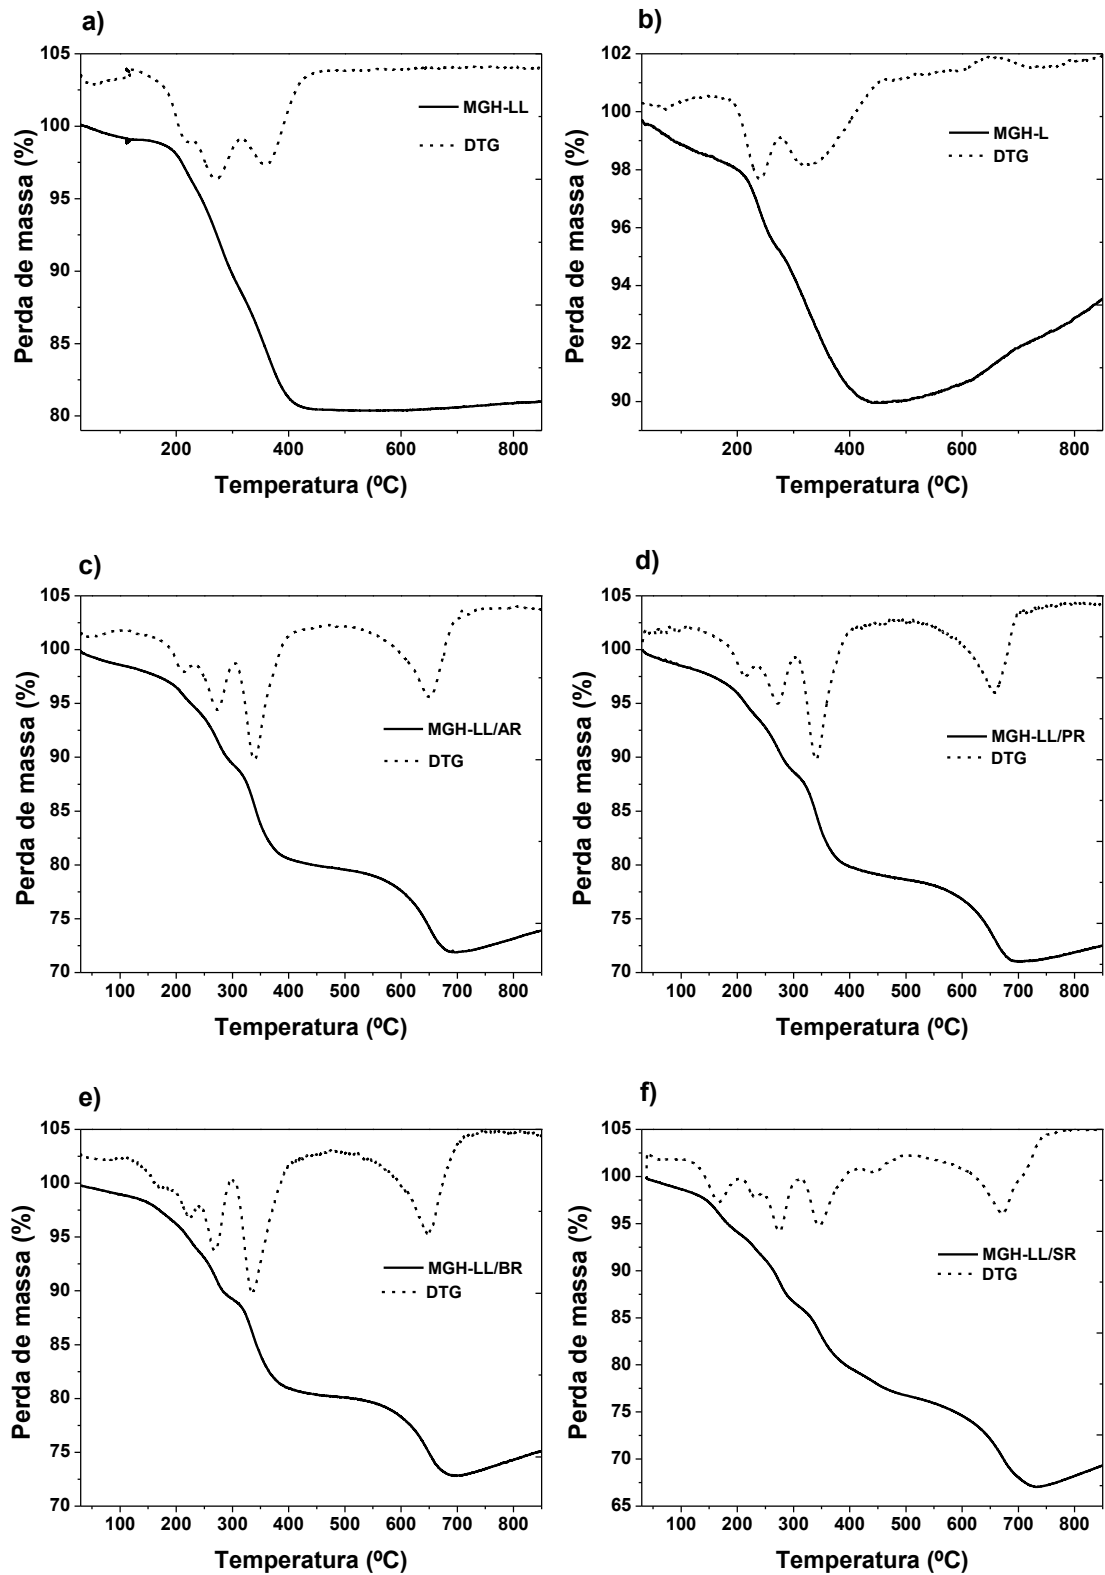 a)
105
100
95
90
85
80
200
400
600
800
Perda de massa (%)
Temperatura (ºC)
MGH-LL
DTG
b)
102
100
98
96
94
92
90
200
400
600
800
Perda de massa (%)
Temperatura (ºC)
MGH-L
DTG
c)
105
100
95
90
85
80
75
70
100 200 300 400 500 600 700 800
Perda de massa (%)
Temperatura (ºC)
MGH-LL/AR
DTG
d)
105
100
95
90
85
80
75
70
100 200 300 400 500 600 700 800
Perda de massa (%)
Temperatura (ºC)
MGH-LL/PR
DTG
e)
105
100
95
90
85
80
75
70
100 200 300 400 500 600 700 800
Perda de massa (%)
Temperatura (ºC)
MGH-LL/BR
DTG
f)
105
100
95
90
85
80
75
70
65
100 200 300 400 500 600 700 800
Perda de massa (%)
Temperatura (ºC)
MGH-LL/SR
DTG